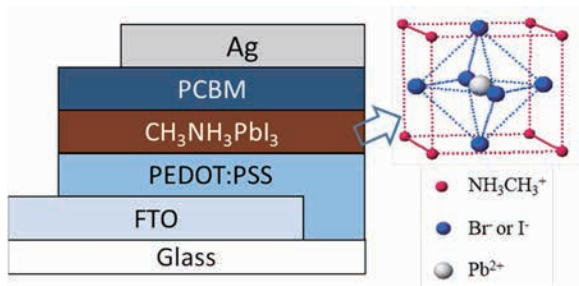 Ag
PCBM
CH₃NH₃PbI₃
PEDOT:PSS
FTO
Glass
NH₃CH₃⁺
Br⁻ or I⁻
Pb²⁺